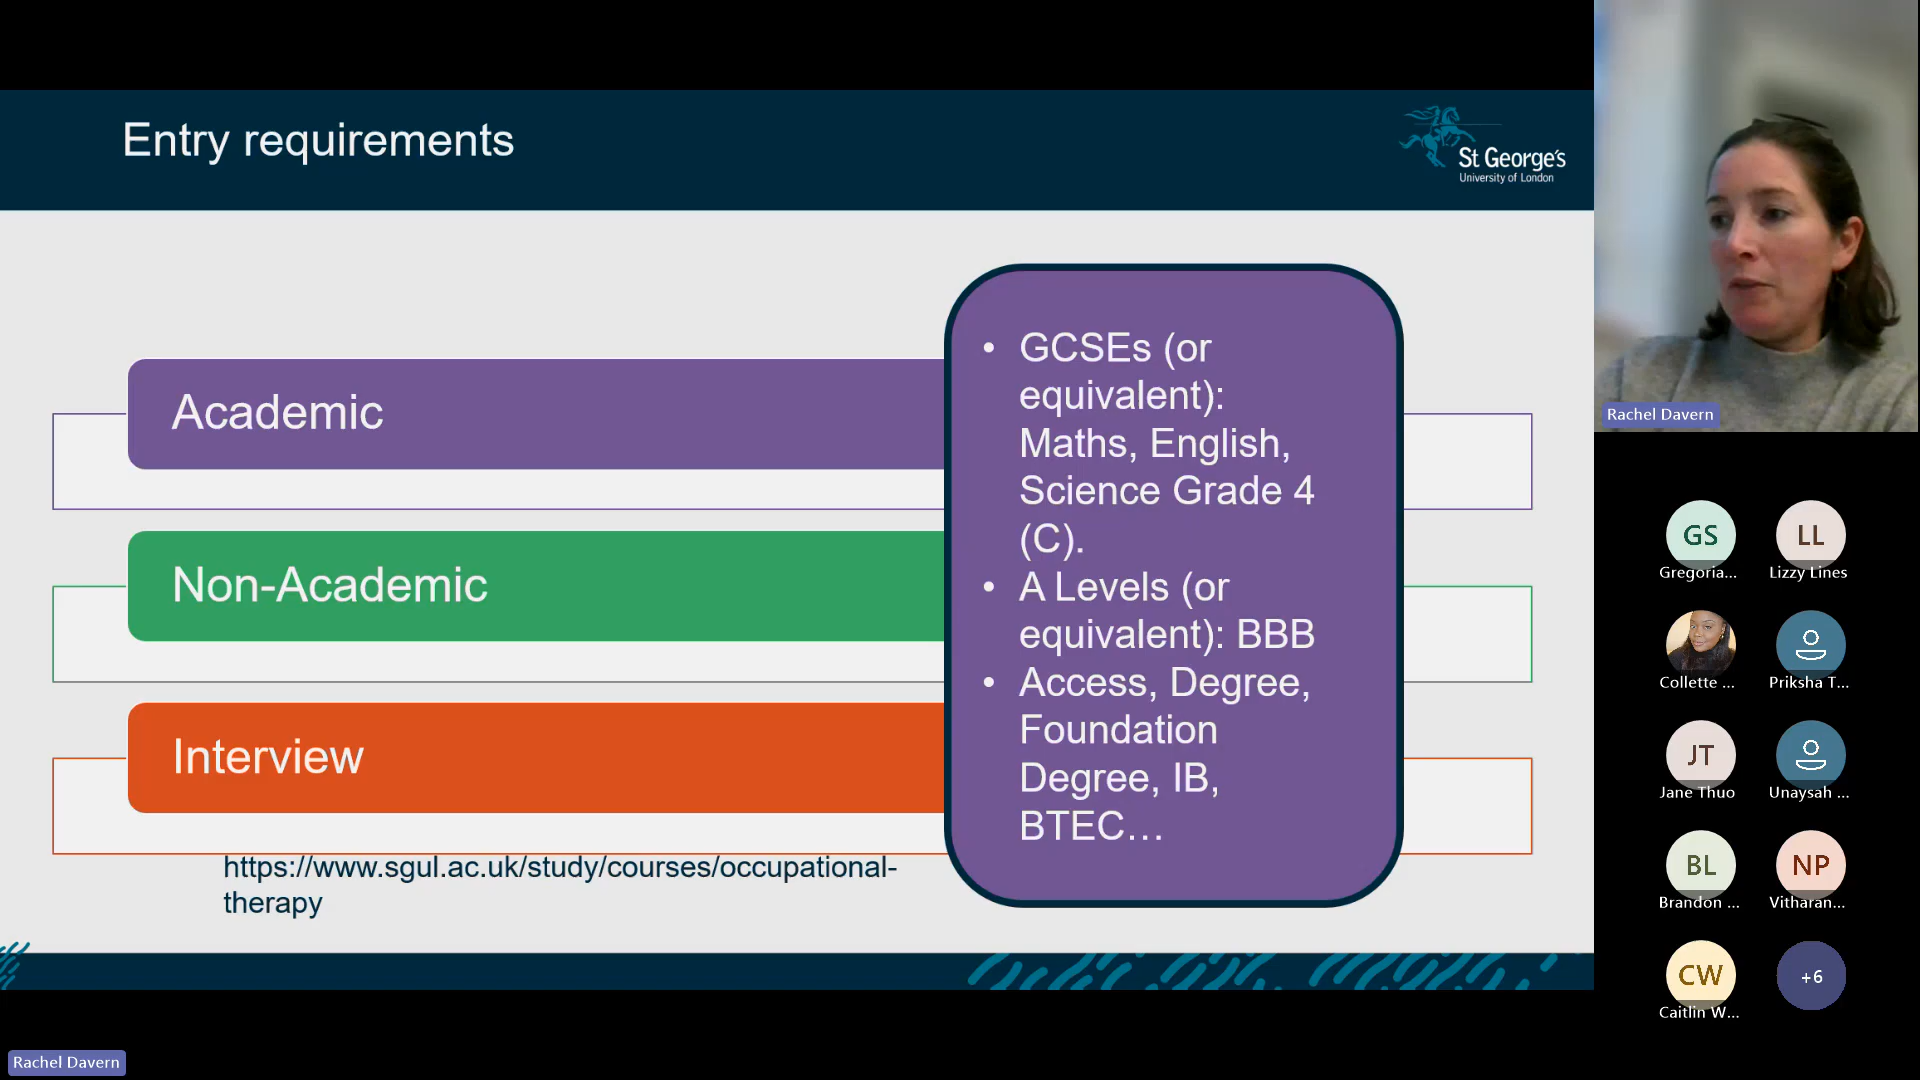 Entry requirements
St George's
University of London
Academic
Non-Academic
Interview
• GCSEs (or
equivalent):
Maths, English,
Science Grade 4
(C).
• A Levels (or
equivalent): BBB
• Access, Degree,
Foundation
Degree, IB,
BTEC…
https://www.sgul.ac.uk/study/courses/occupational-
therapy
Rachel Davern
GS
Gregoria...
LL
Lizzy Lines
Collette ...
Priksha T...
JT
Jane Thuo
Unaysah ...
BL
Brandon ...
NP
Vitharan...
CW
Caitlin W...
+6
Rachel Davern